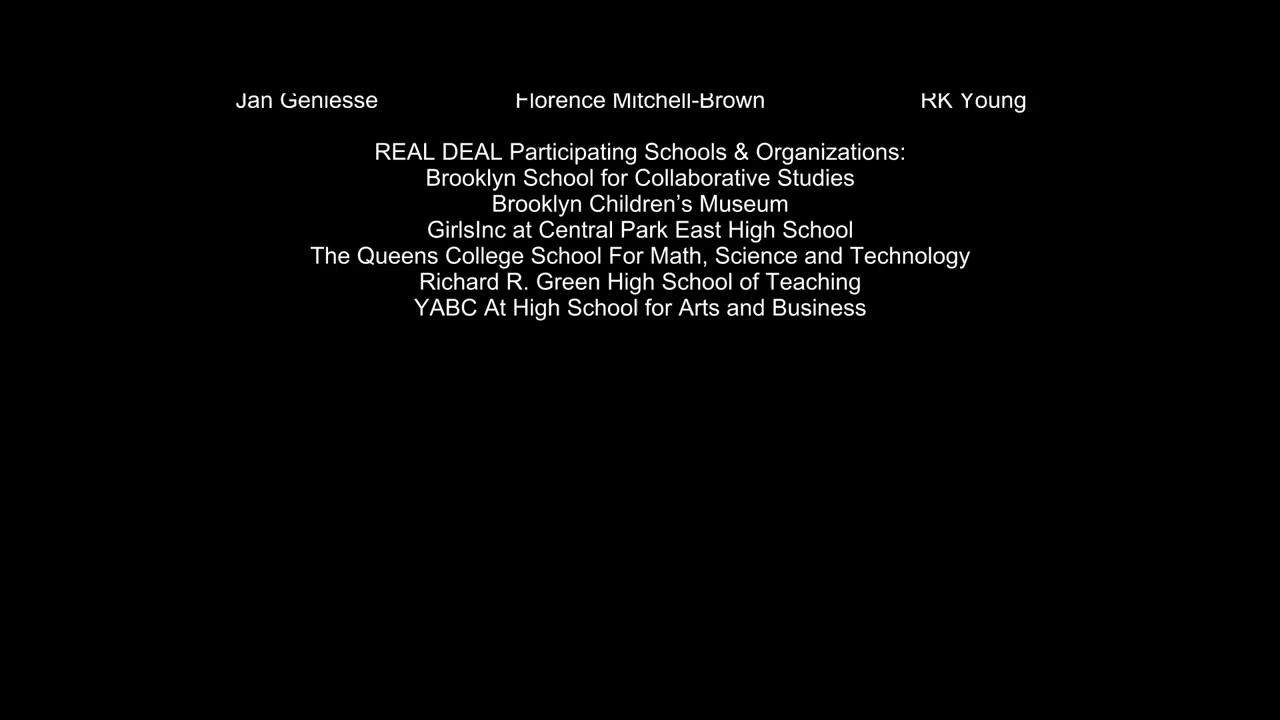 Jan Geniesse Florence Mitchell-Brown RK Young
REAL DEAL Participating Schools & Organizations:
Brooklyn School for Collaborative Studies
Brooklyn Children’s Museum
GirlsInc at Central Park East High School
The Queens College School For Math, Science and Technology
Richard R. Green High School of Teaching
YABC At High School for Arts and Business